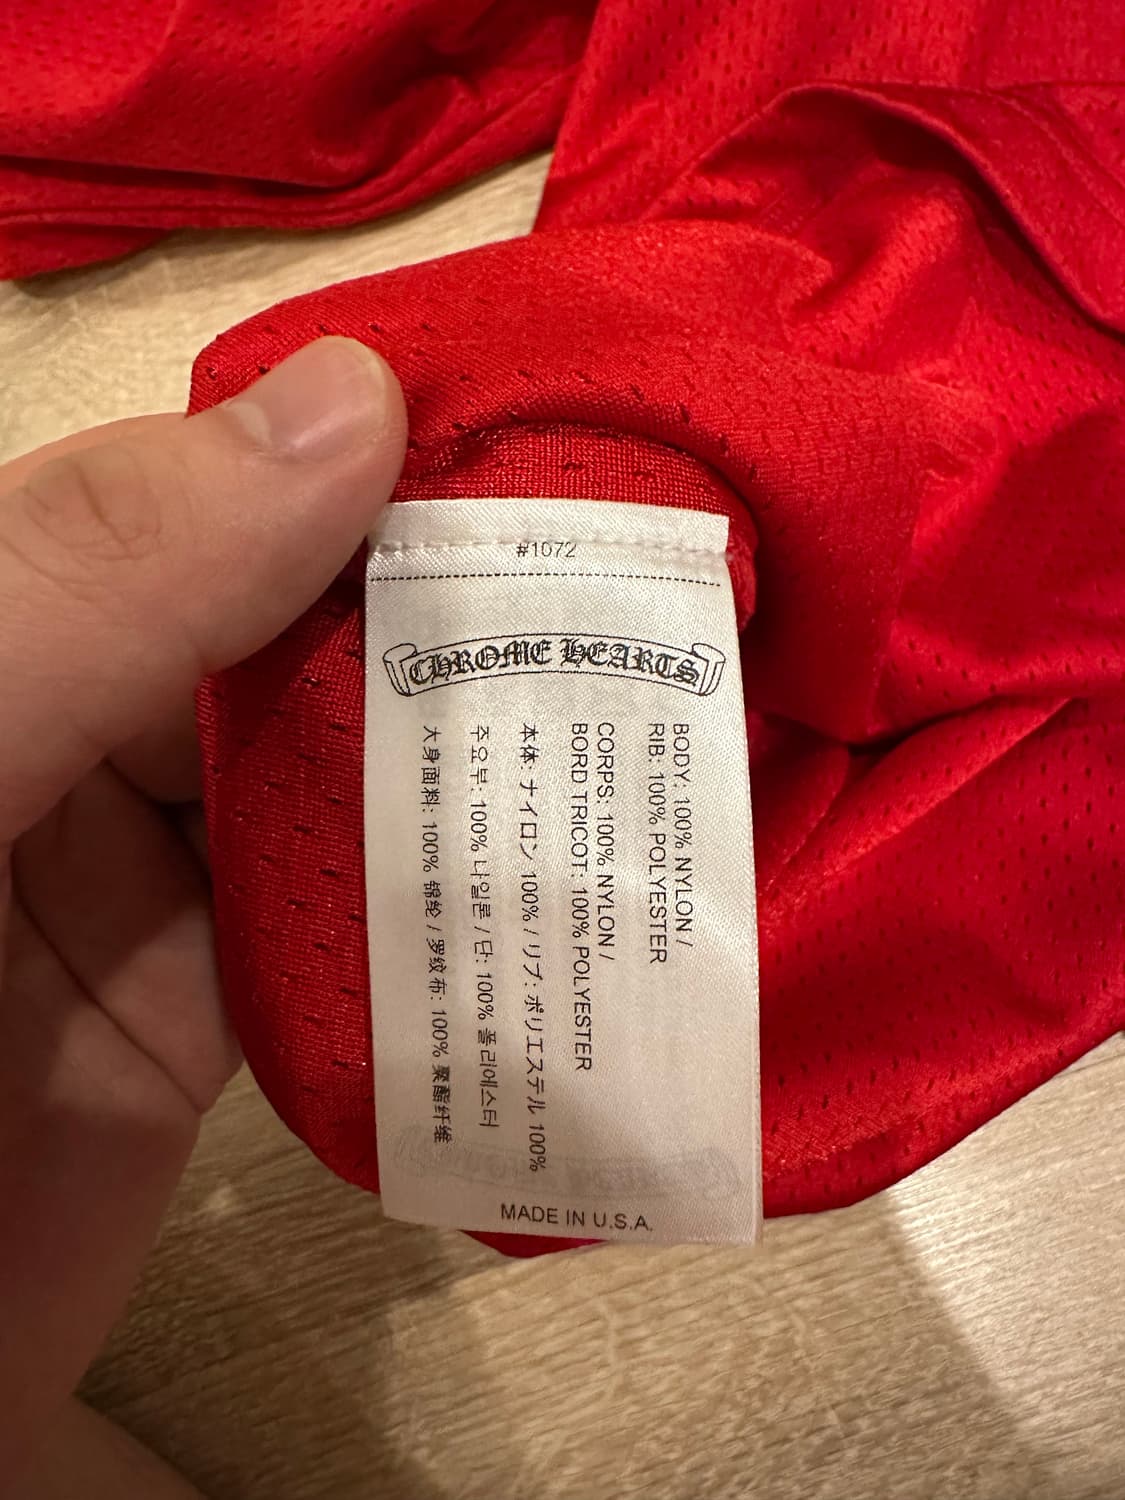 #1072
CHROME HEARTS
BODY: 100% NYLON /
RIB: 100% POLYESTER
CORPS: 100% NYLON /
BORD TRICOT: 100% POLYESTER
本体: ナイロン 100% / リブ: ポリエステル 100%
주요부: 100% 나일론 / 단: 100% 폴리에스터
大身面料: 100% 锦纶 / 罗纹布: 100% 聚酯纤维
MADE IN U.S.A.